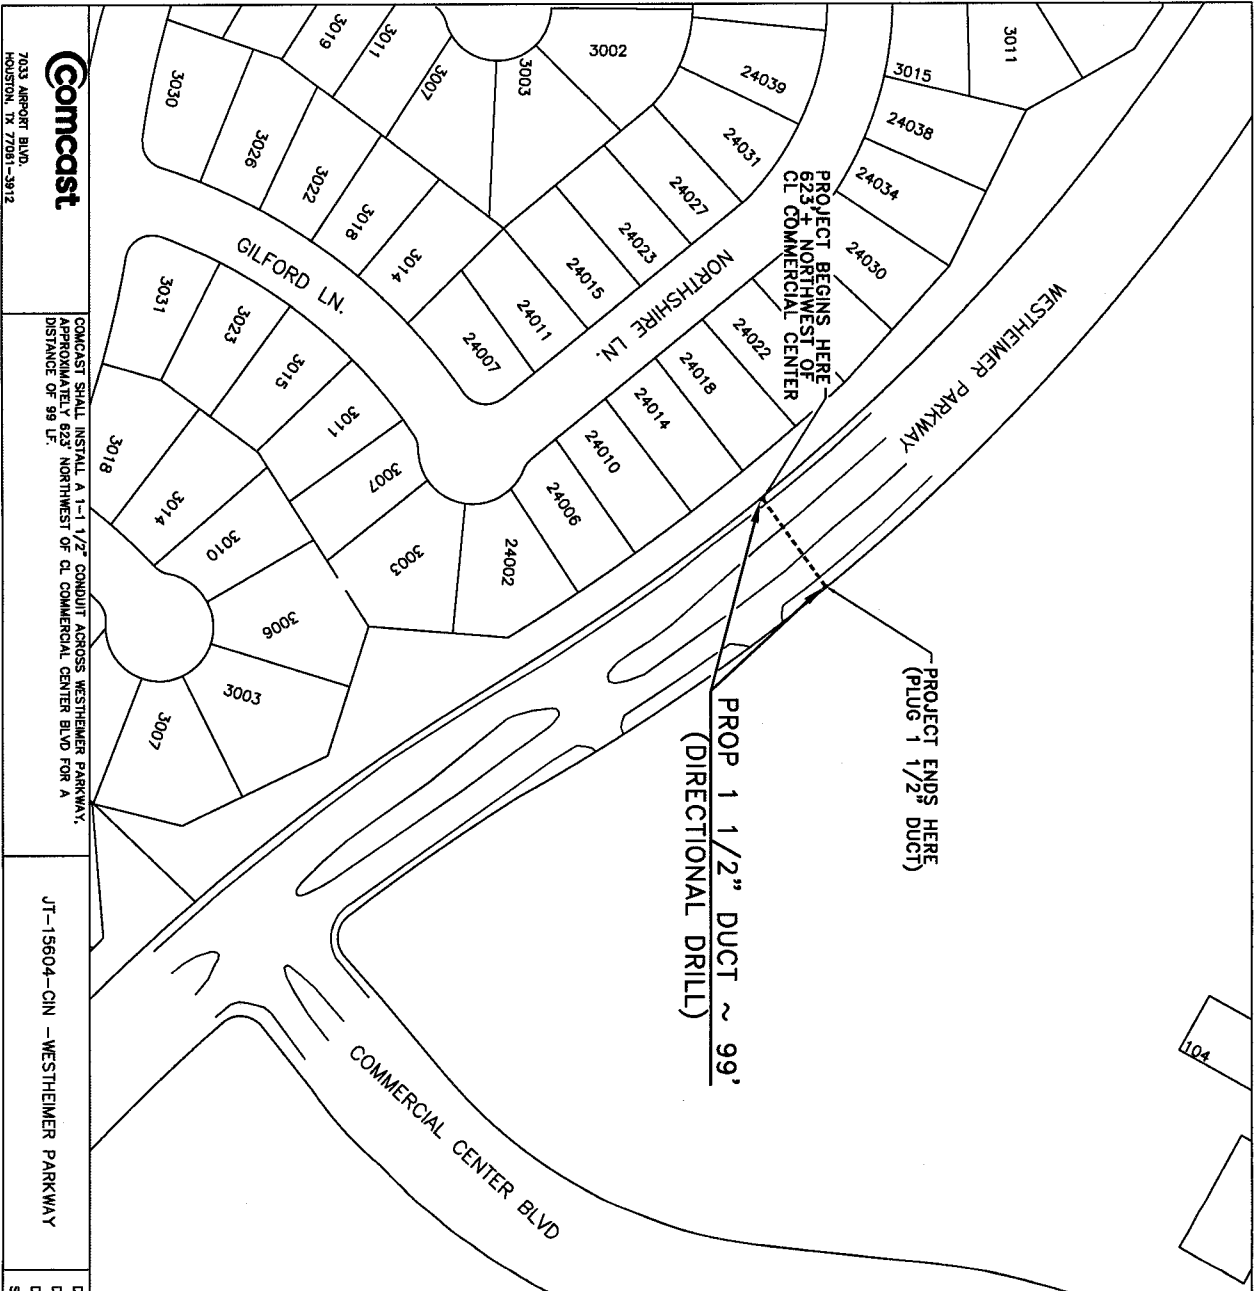 3011
3015
24038
24034
24030
3002
24039
24031
24027
24023
24015
24011
24007
24022
24018
24014
24010
24006
24002
3003
3007
3011
3019
3030
3026
3022
3018
3014
3031
3023
3015
3011
3007
3003
3018
3014
3010
3006
3003
3007
104
GILFORD LN.
NORTHSHIRE LN.
WESTHEIMER PARKWAY
COMMERCIAL CENTER BLVD
PROJECT BEGINS HERE
623'+ NORTHWEST OF
CL COMMERCIAL CENTER
PROJECT ENDS HERE
(PLUG 1 1/2" DUCT)
PROP 1 1/2" DUCT ~ 99'
(DIRECTIONAL DRILL)
comcast
7033 AIRPORT BLVD.
HOUSTON, TX 77061-3912
COMCAST SHALL INSTALL A 1-1 1/2" CONDUIT ACROSS WESTHEIMER PARKWAY,
APPROXIMATELY 623' NORTHWEST OF CL COMMERCIAL CENTER BLVD FOR A
DISTANCE OF 99 LF.
JT-15604-CIN -WESTHEIMER PARKWAY